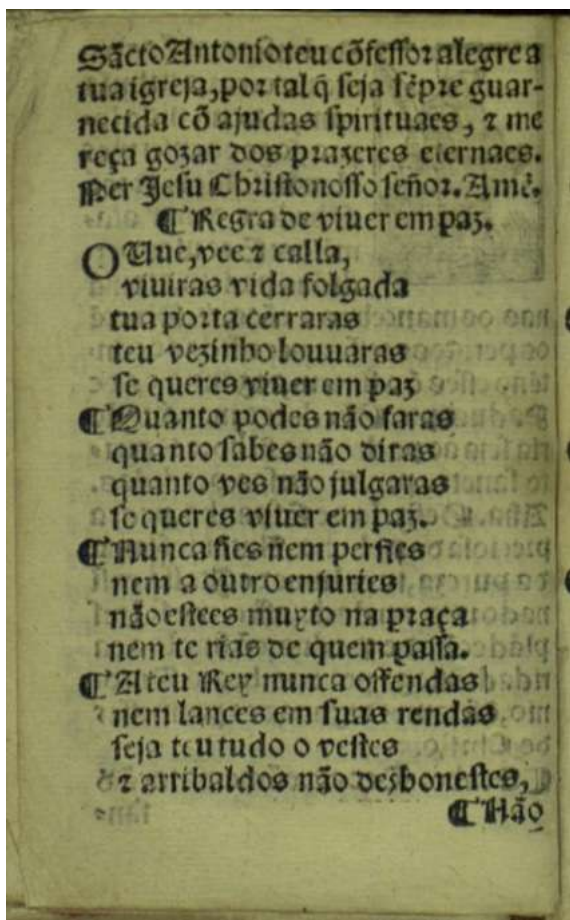 Sãcto Antonio teu cõfessor alegre a
tua igreja, por tal q̃ seja sẽpre guar-
necida cõ ajudas spirituaes, ⁊ me
reça gozar dos prazeres eternaes.
Per Jesu Christo nosso señor. Amẽ.
¶ Regra de viuer em paz.
OUue, vee ⁊ calla,
viuiras vida folgada
tua porta cerraras
teu vezinho louuaras
se queres viuer em paz
¶ Quanto podes não faras
quanto sabes não diras
quanto ves não julgaras
se queres viuer em paz.
¶ Nunca fies nem perfies
nem a outro enjuries
não estees muyto na praça
nem te rias de quem passa.
¶ A teu Rey nunca offendas
nem lances em suas rendas
seja teu tudo o vestes
⁊ arribaldos não dezhonestes,
¶ Não